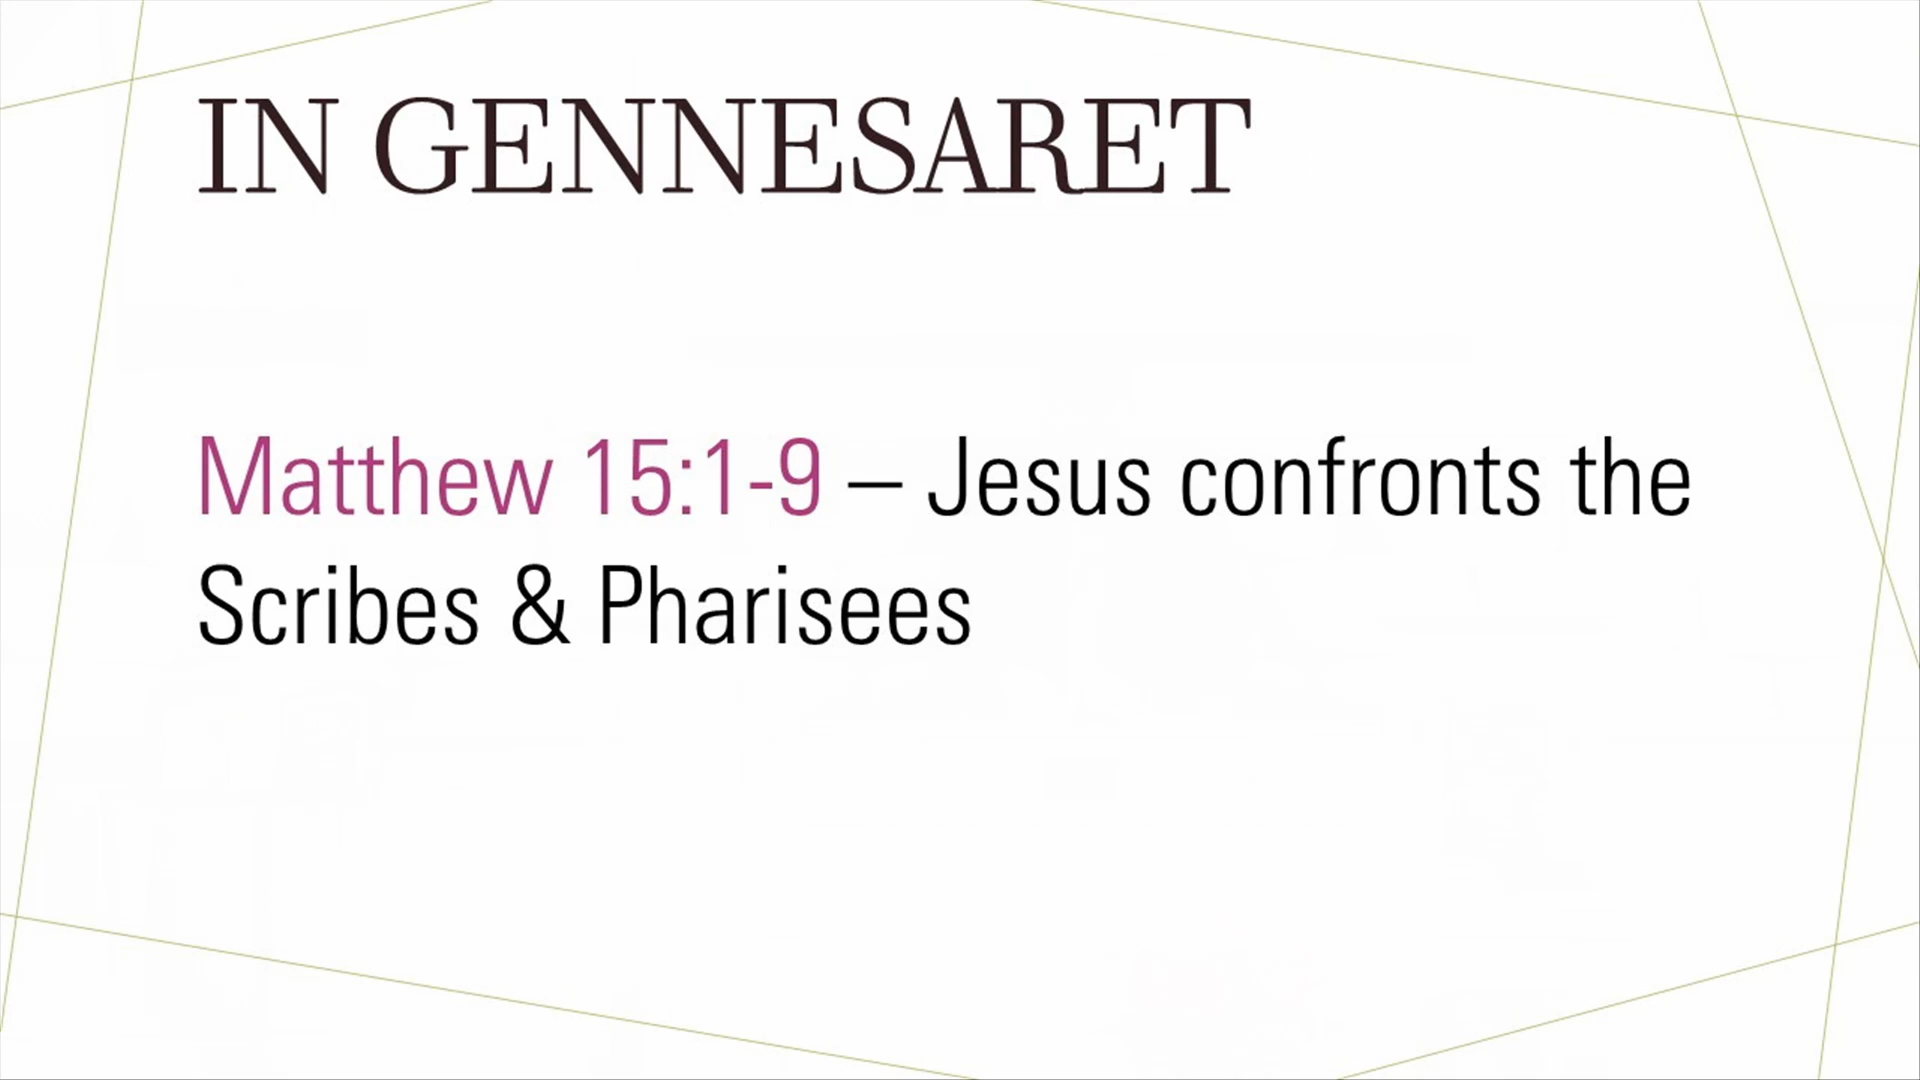 IN GENNESARET
Matthew 15:1-9 – Jesus confronts the
Scribes & Pharisees